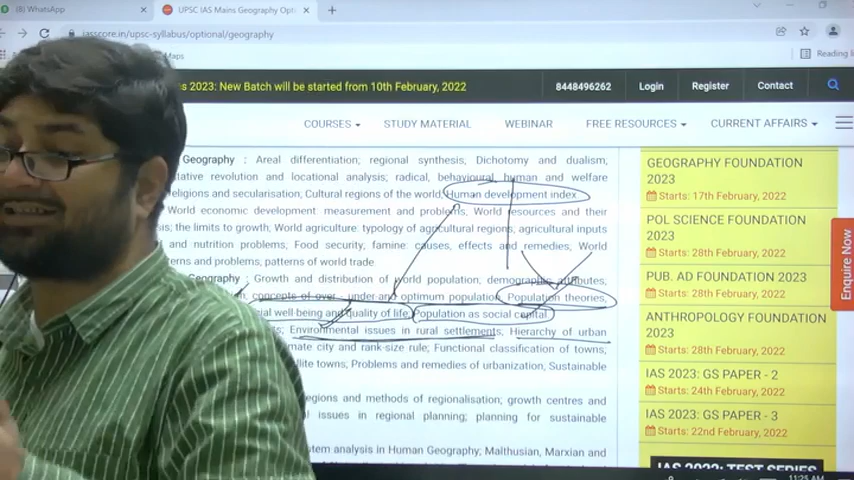 (8) WhatsApp
UPSC IAS Mains Geography Opti
iasscore.in/upsc-syllabus/optional/geography
Maps
Reading li
s 2023: New Batch will be started from 10th February, 2022
8448496262
Login
Register
Contact
COURSES
STUDY MATERIAL
WEBINAR
FREE RESOURCES
CURRENT AFFAIRS
Geography : Areal differentiation; regional synthesis, Dichotomy and dualism,
tative revolution and locational analysis; radical, behavioural, human and welfare
eligions and secularisation; Cultural regions of the world; Human development index
World economic development: measurement and problems, World resources and their
is; the limits to growth; World agriculture: typology of agricultural regions; agricultural inputs
and nutrition problems; Food security, famine: causes, effects and remedies; World
terns and problems, patterns of world trade.
Geography : Growth and distribution of world population; demographic attributes,
concepts of over- under-and optimum population, Population theories,
ial well-being and quality of life, Population as social capital.
s; Environmental issues in rural settlements; Hierarchy of urban
mate city and rank-size rule; Functional classification of towns;
llite towns; Problems and remedies of urbanization, Sustainable
egions and methods of regionalisation; growth centres and
l issues in regional planning; planning for sustainable
tem analysis in Human Geography; Malthusian, Marxian and
GEOGRAPHY FOUNDATION
2023
Starts: 17th February, 2022
POL SCIENCE FOUNDATION
2023
Starts: 28th February, 2022
PUB. AD FOUNDATION 2023
Starts: 28th February, 2022
ANTHROPOLOGY FOUNDATION
2023
Starts: 28th February, 2022
IAS 2023: GS PAPER - 2
Starts: 24th February, 2022
IAS 2023: GS PAPER - 3
Starts: 22nd February, 2022
IAS 2022: TEST SERIES
Enquire Now
11:25 AM